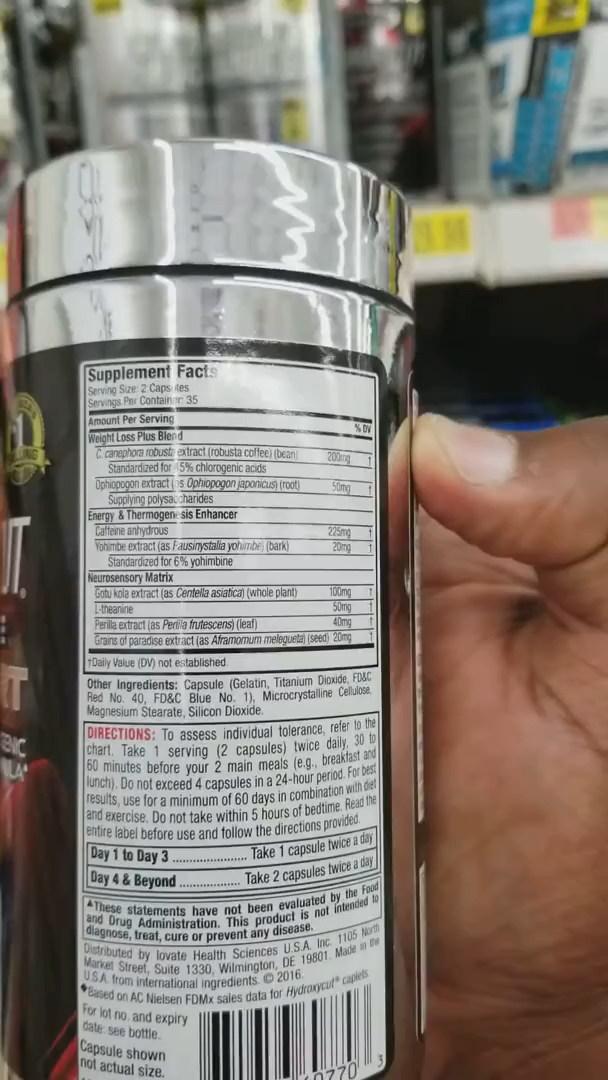 Supplement Facts
Serving Size: 2 Capsules
Servings Per Container: 35
Amount Per Serving % DV
Weight Loss Plus Blend
C. canephora robusta extract (robusta coffee) (bean) 200mg †
Standardized for 45% chlorogenic acids
Ophiopogon extract (as Ophiopogon japonicus) (root) 50mg †
Supplying polysaccharides
Energy & Thermogenesis Enhancer
Caffeine anhydrous 225mg †
Yohimbe extract (as Pausinystalia yohimbe) (bark) 20mg †
Standardized for 6% yohimbine
Neurosensory Matrix
Gotu kola extract (as Centella asiatica) (whole plant) 100mg †
L-theanine 50mg †
Perilla extract (as Perilla frutescens) (leaf) 40mg †
Grains of paradise extract (as Aframomum melegueta) (seed) 20mg †
†Daily Value (DV) not established.
Other Ingredients: Capsule (Gelatin, Titanium Dioxide, FD&C
Red No. 40, FD&C Blue No. 1), Microcrystalline Cellulose,
Magnesium Stearate, Silicon Dioxide.
DIRECTIONS: To assess individual tolerance, refer to the
chart. Take 1 serving (2 capsules) twice daily, 30 to
60 minutes before your 2 main meals (e.g., breakfast and
lunch). Do not exceed 4 capsules in a 24-hour period. For best
results, use for a minimum of 60 days in combination with diet
and exercise. Do not take within 5 hours of bedtime. Read the
entire label before use and follow the directions provided.
Day 1 to Day 3 ..................... Take 1 capsule twice a day
Day 4 & Beyond ................. Take 2 capsules twice a day
▲These statements have not been evaluated by the Food
and Drug Administration. This product is not intended to
diagnose, treat, cure or prevent any disease.
Distributed by Iovate Health Sciences U.S.A. Inc. 1105 North
Market Street, Suite 1330, Wilmington, DE 19801. Made in the
U.S.A. from international ingredients. © 2016.
◆Based on AC Nielsen FDMx sales data for Hydroxycut® caplets.
For lot no. and expiry
date: see bottle.
Capsule shown
not actual size.
3